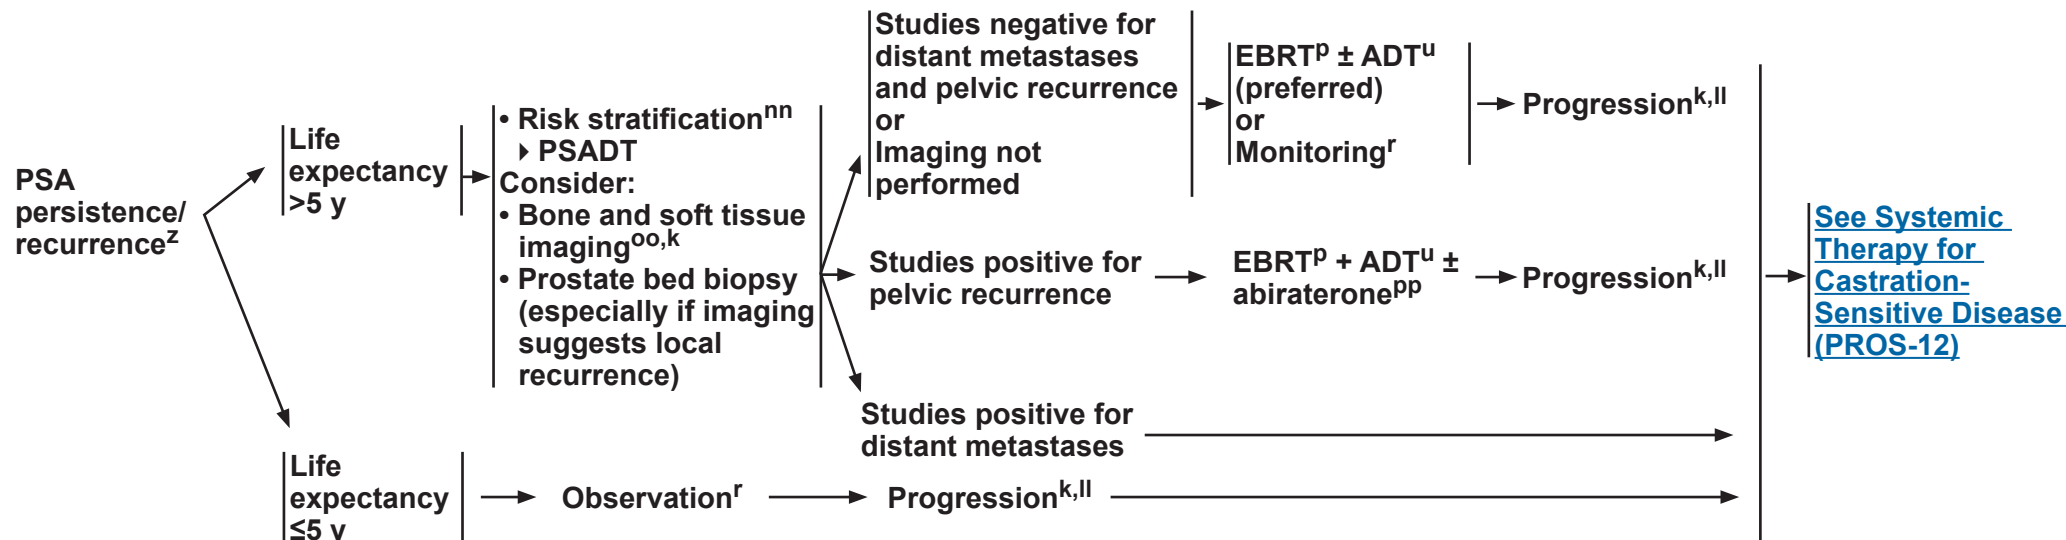 PSA
persistence/
recurrenceᶻ
Life
expectancy
>5 y
• Risk stratificationⁿⁿ
▸ PSADT
Consider:
• Bone and soft tissue
imagingᵒᵒ,ᵏ
• Prostate bed biopsy
(especially if imaging
suggests local
recurrence)
Studies negative for
distant metastases
and pelvic recurrence
or
Imaging not
performed
EBRTᵖ ± ADTᵘ
(preferred)
or
Monitoringʳ
Progressionᵏ,ˡˡ
Studies positive for
pelvic recurrence
EBRTᵖ + ADTᵘ ±
abirateroneᵖᵖ
Progressionᵏ,ˡˡ
Studies positive for
distant metastases
Life
expectancy
≤5 y
Observationʳ
Progressionᵏ,ˡˡ
See Systemic
Therapy for
Castration-
Sensitive Disease
(PROS-12)